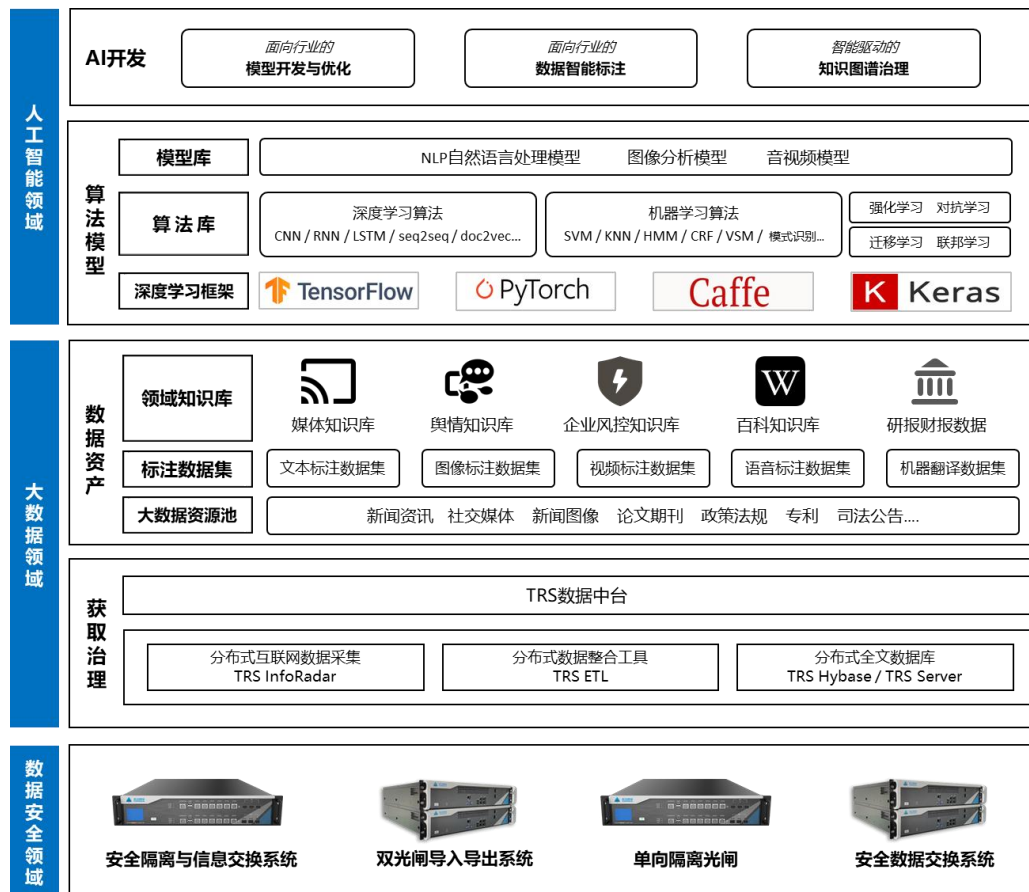 人工智能领域
AI开发
面向行业的
模型开发与优化
面向行业的
数据智能标注
智能驱动的
知识图谱治理
算法模型
模型库
NLP自然语言处理模型 图像分析模型 音视频模型
算法库
深度学习算法
CNN / RNN / LSTM / seq2seq / doc2vec...
机器学习算法
SVM / KNN / HMM / CRF / VSM / 模式识别...
强化学习 对抗学习
迁移学习 联邦学习
深度学习框架
TensorFlow
PyTorch
Caffe
K Keras
大数据领域
数据资产
领域知识库
媒体知识库
舆情知识库
企业风控知识库
W
百科知识库
研报财报数据
标注数据集
文本标注数据集
图像标注数据集
视频标注数据集
语音标注数据集
机器翻译数据集
大数据资源池
新闻资讯 社交媒体 新闻图像 论文期刊 政策法规 专利 司法公告....
获取治理
TRS数据中台
分布式互联网数据采集
TRS InfoRadar
分布式数据整合工具
TRS ETL
分布式全文数据库
TRS Hybase / TRS Server
数据安全领域
安全隔离与信息交换系统
双光闸导入导出系统
单向隔离光闸
安全数据交换系统